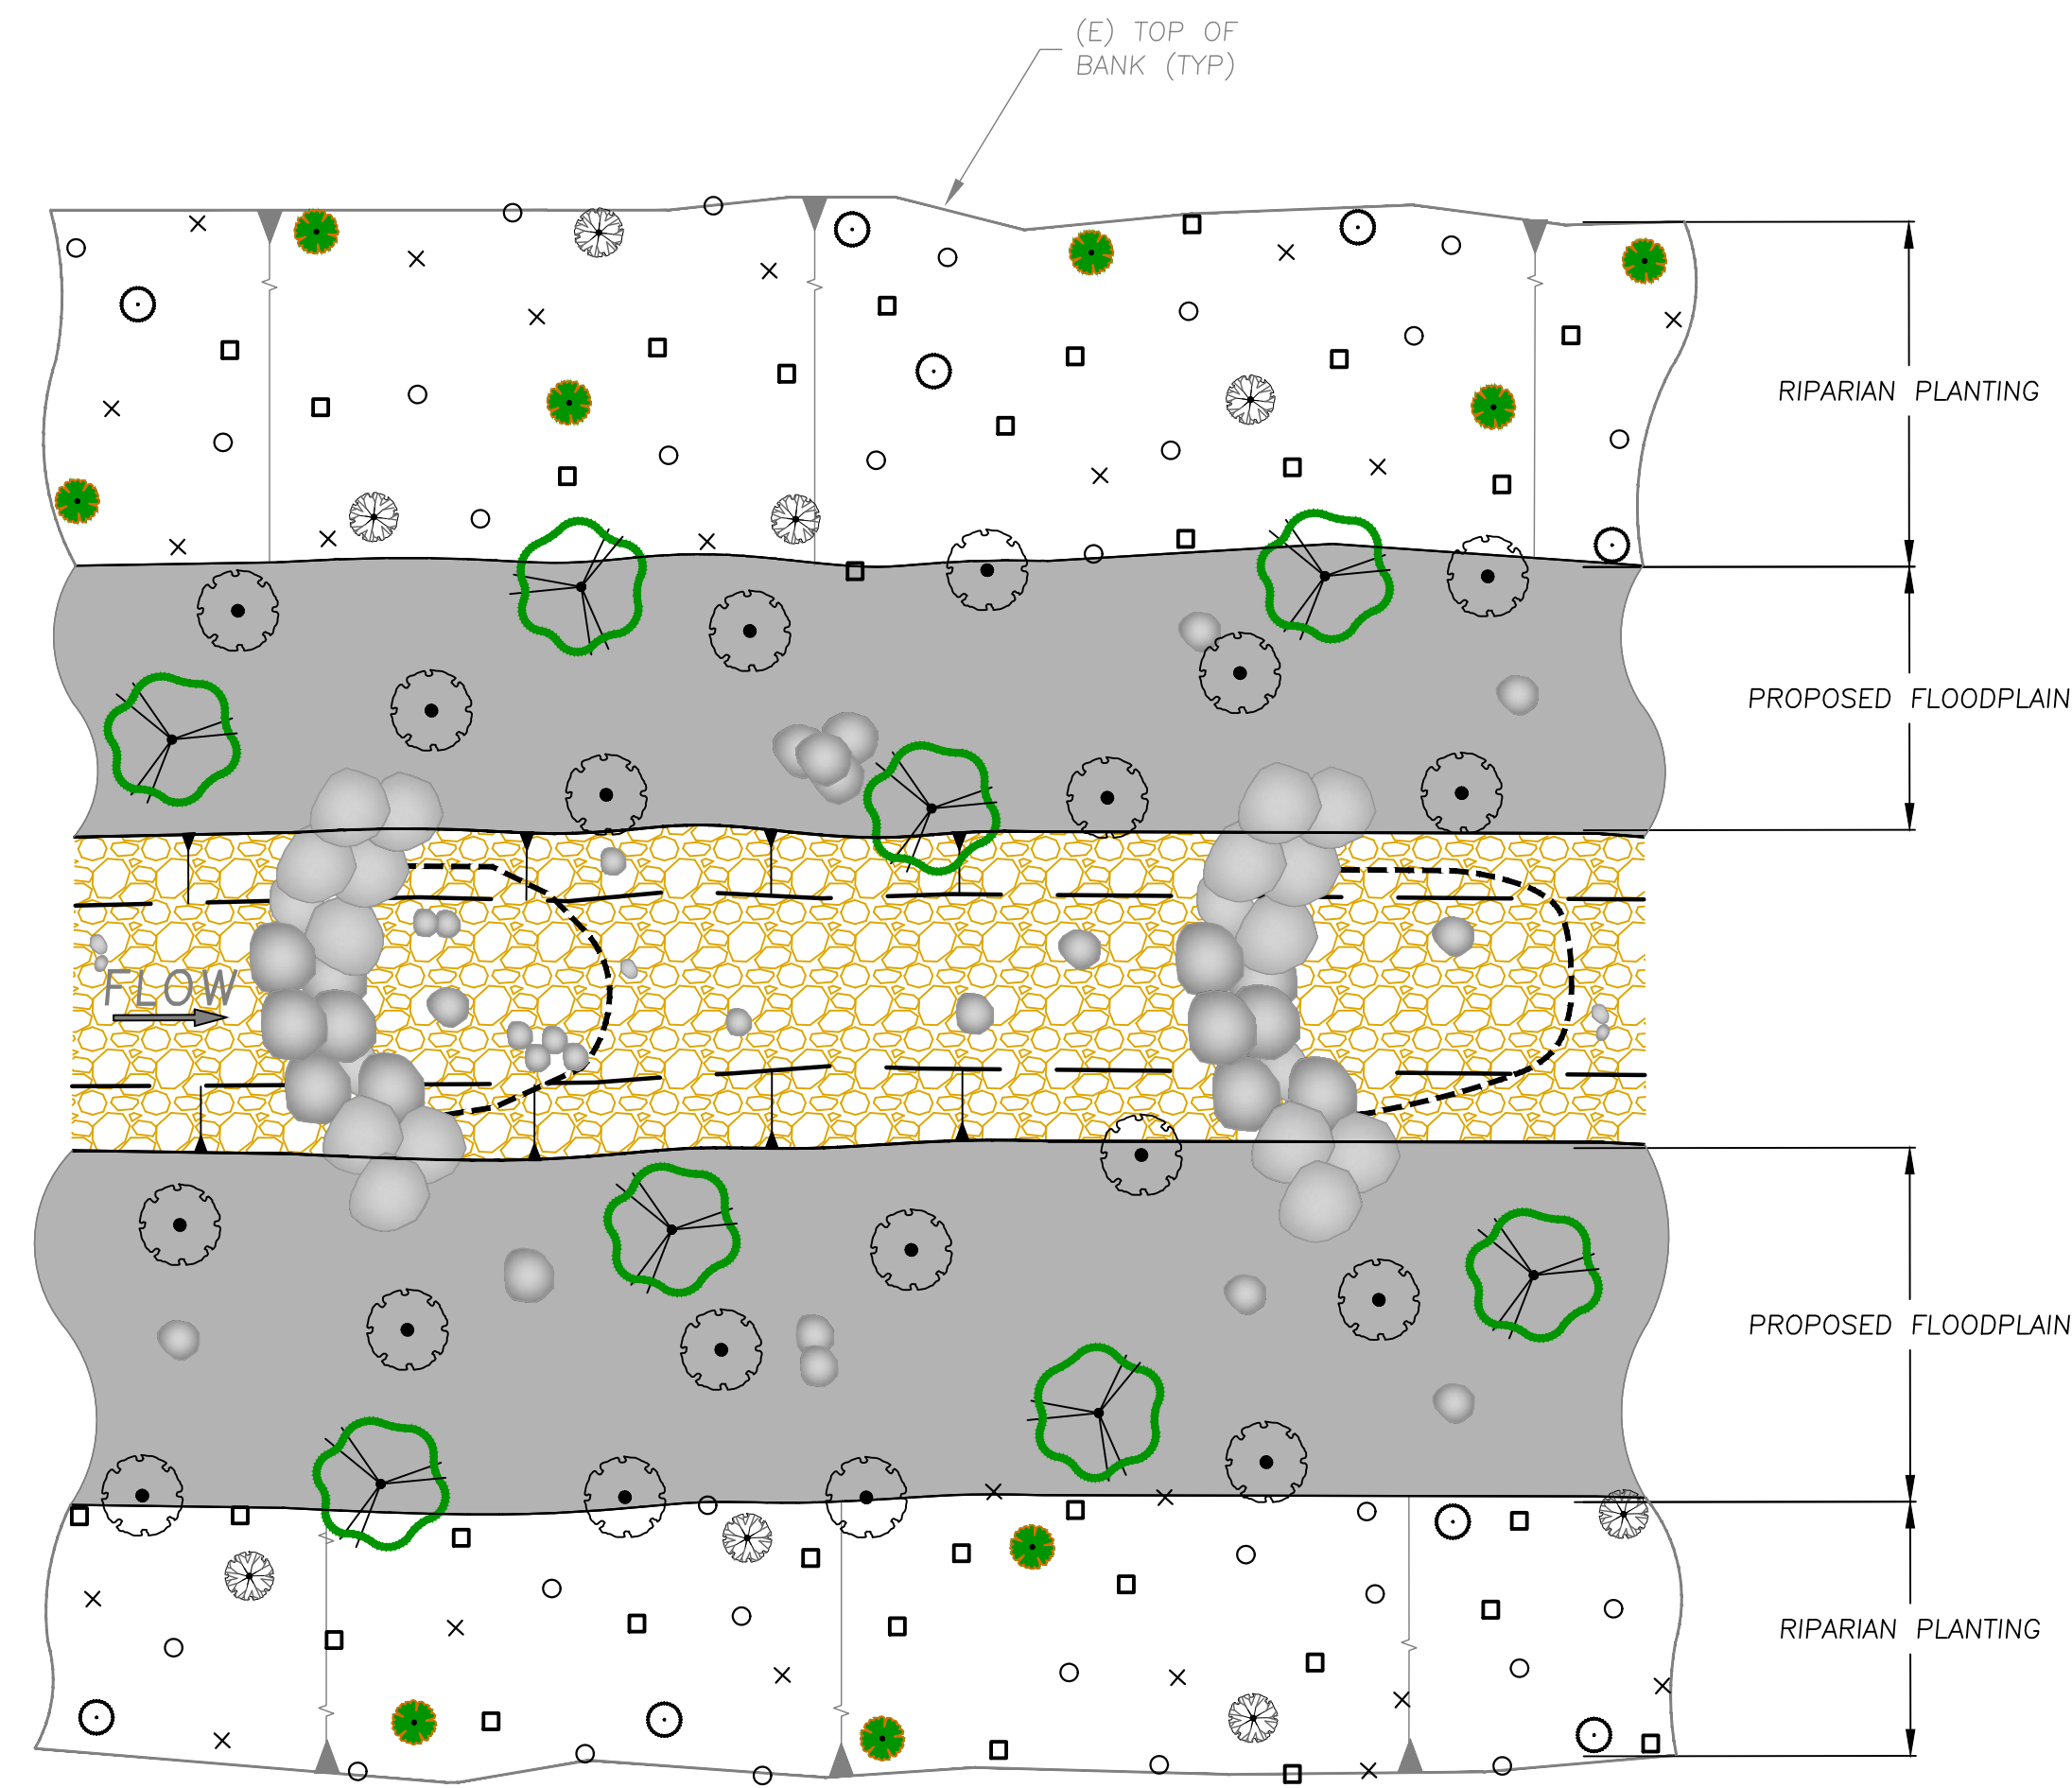 (E) TOP OF
BANK (TYP)
RIPARIAN PLANTING
PROPOSED FLOODPLAIN
FLOW
PROPOSED FLOODPLAIN
RIPARIAN PLANTING